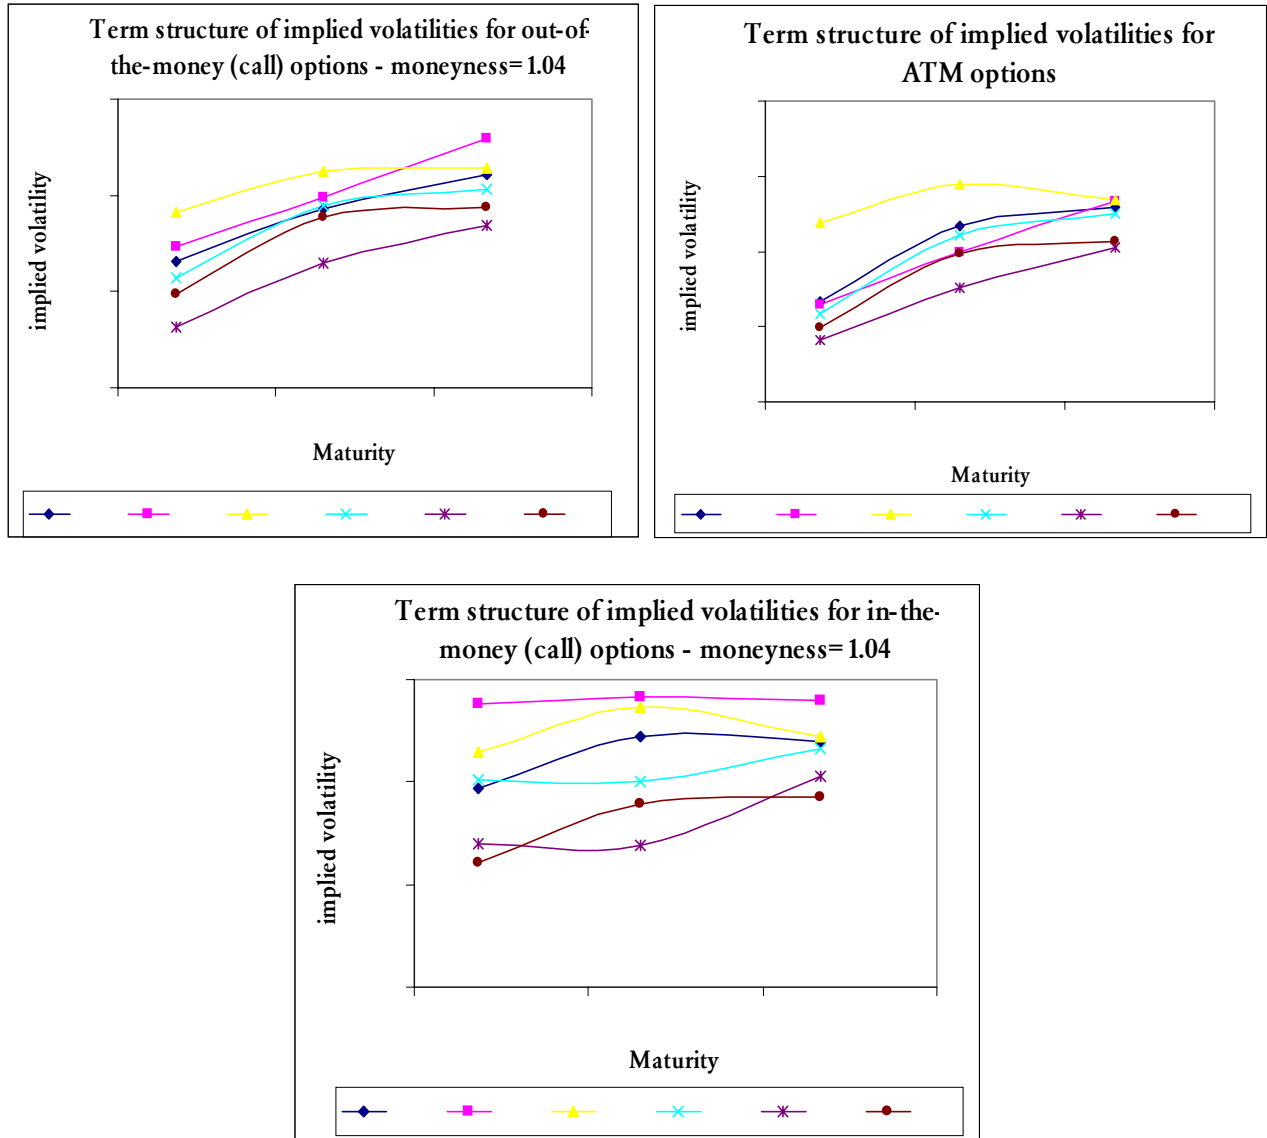 Term structure of implied volatilities for out-of-
the-money (call) options - moneyness=1.04
implied volatility
Maturity
Term structure of implied volatilities for
ATM options
implied volatility
Maturity
Term structure of implied volatilities for in-the-
money (call) options - moneyness=1.04
implied volatility
Maturity